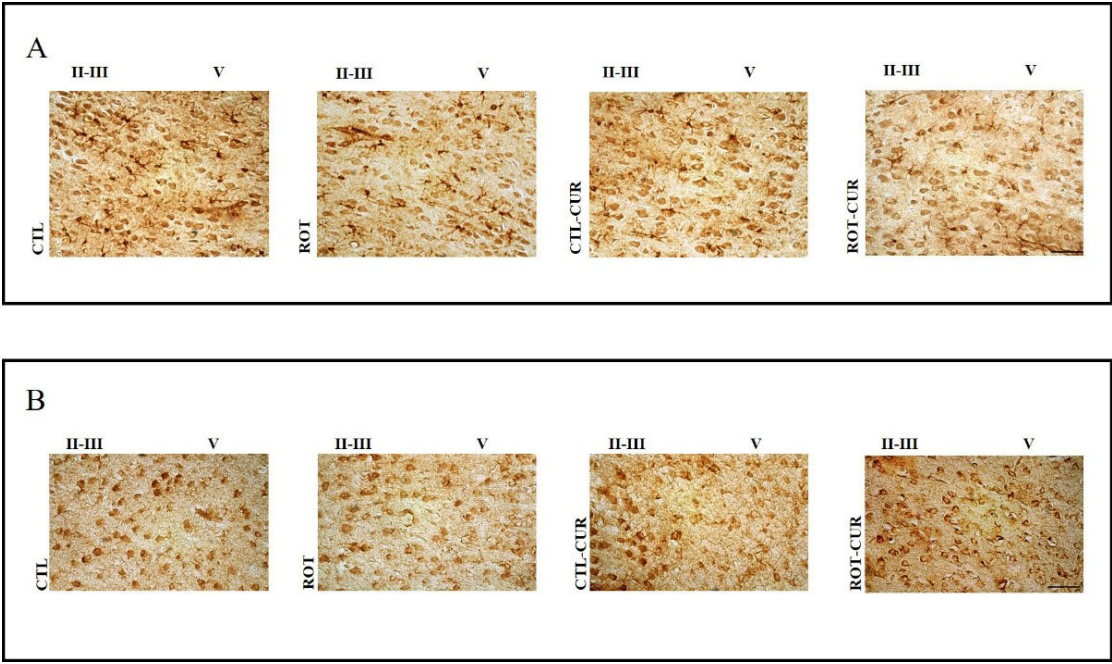 A
II-III V II-III V II-III V II-III V
CTL ROT CTL-CUR ROT-CUR
B
II-III V II-III V II-III V II-III V
CTL ROT CTL-CUR ROT-CUR